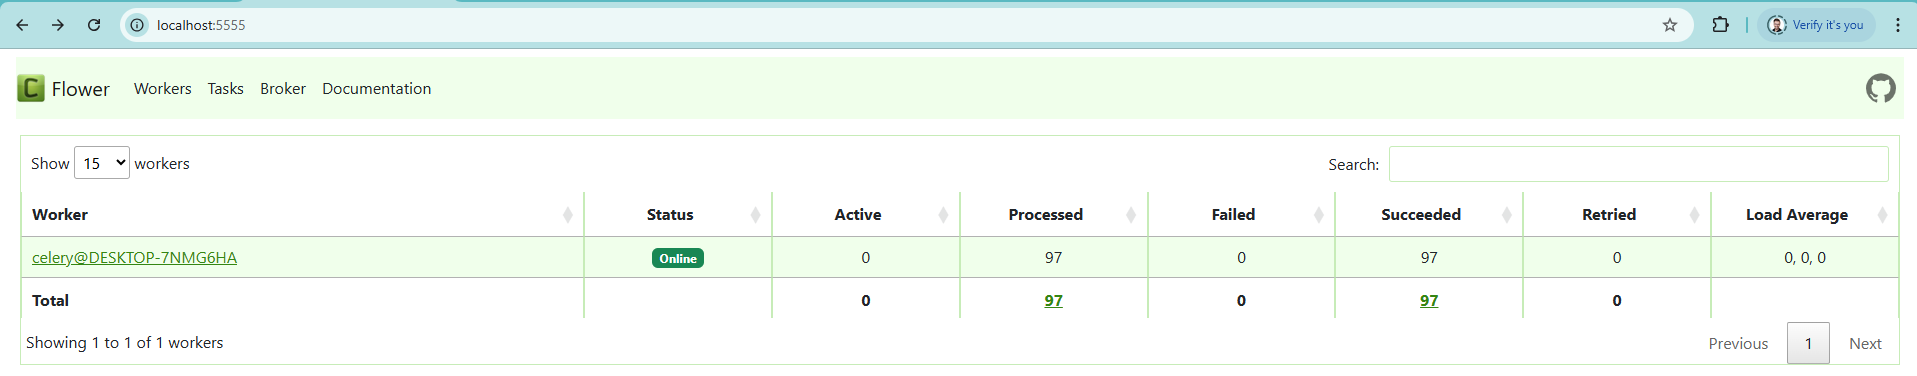 localhost:5555
Verify it's you
Flower Workers Tasks Broker Documentation
Show 15 workers
Search:
Worker Status Active Processed Failed Succeeded Retried Load Average
celery@DESKTOP-7NMG6HA Online 0 97 0 97 0 0, 0, 0
Total 0 97 0 97 0
Showing 1 to 1 of 1 workers
Previous 1 Next